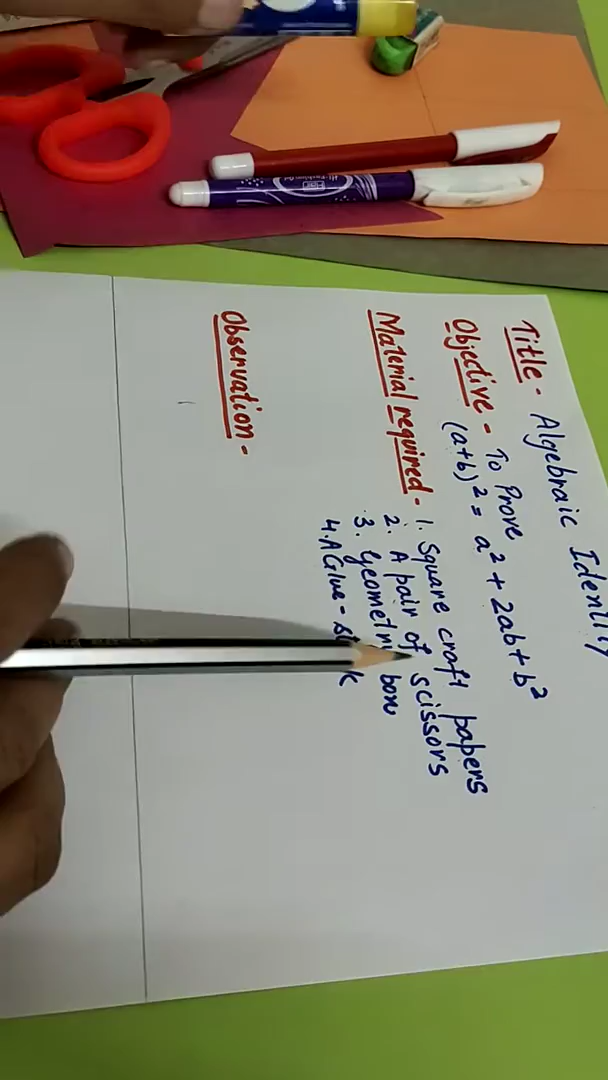 Title - Algebraic Identity
Objective - To Prove
(a+b)² = a² + 2ab + b²
Material required - 1. Square craft papers
2. A pair of scissors
3. Geometry box
4. A Glue - stick
Observation -